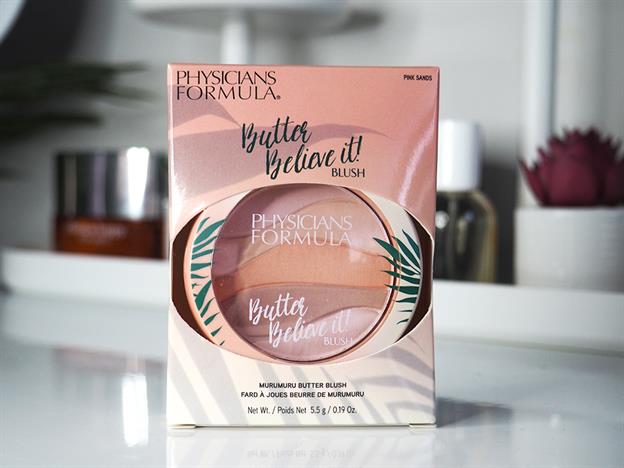 PINK SANDS
PHYSICIANS
FORMULA®
Butter
Believe it!
BLUSH
PHYSICIANS
FORMULA
Butter
Believe it!
BLUSH
MURUMURU BUTTER BLUSH
FARD À JOUES BEURRE DE MURUMURU
Net Wt. / Poids Net 5.5 g / 0.19 Oz.